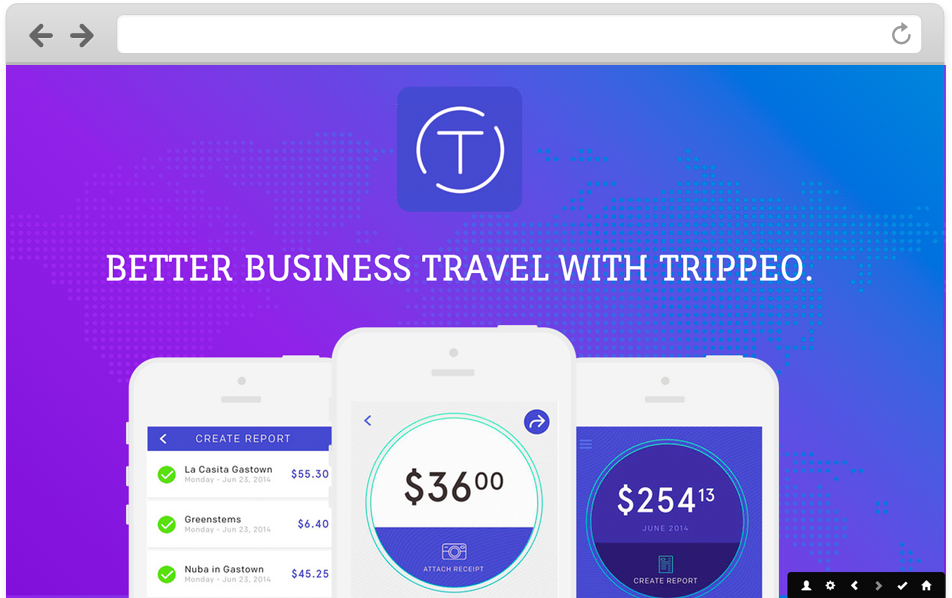 T
BETTER BUSINESS TRAVEL WITH TRIPPEO.
CREATE REPORT
La Casita Gastown
Monday - Jun 23, 2014
$55.30
Greenstems
Monday - Jun 23, 2014
$6.40
Nuba in Gastown
Monday - Jun 23, 2014
$45.25
$36 00
ATTACH RECEIPT
$254 13
JUNE 2014
CREATE REPORT